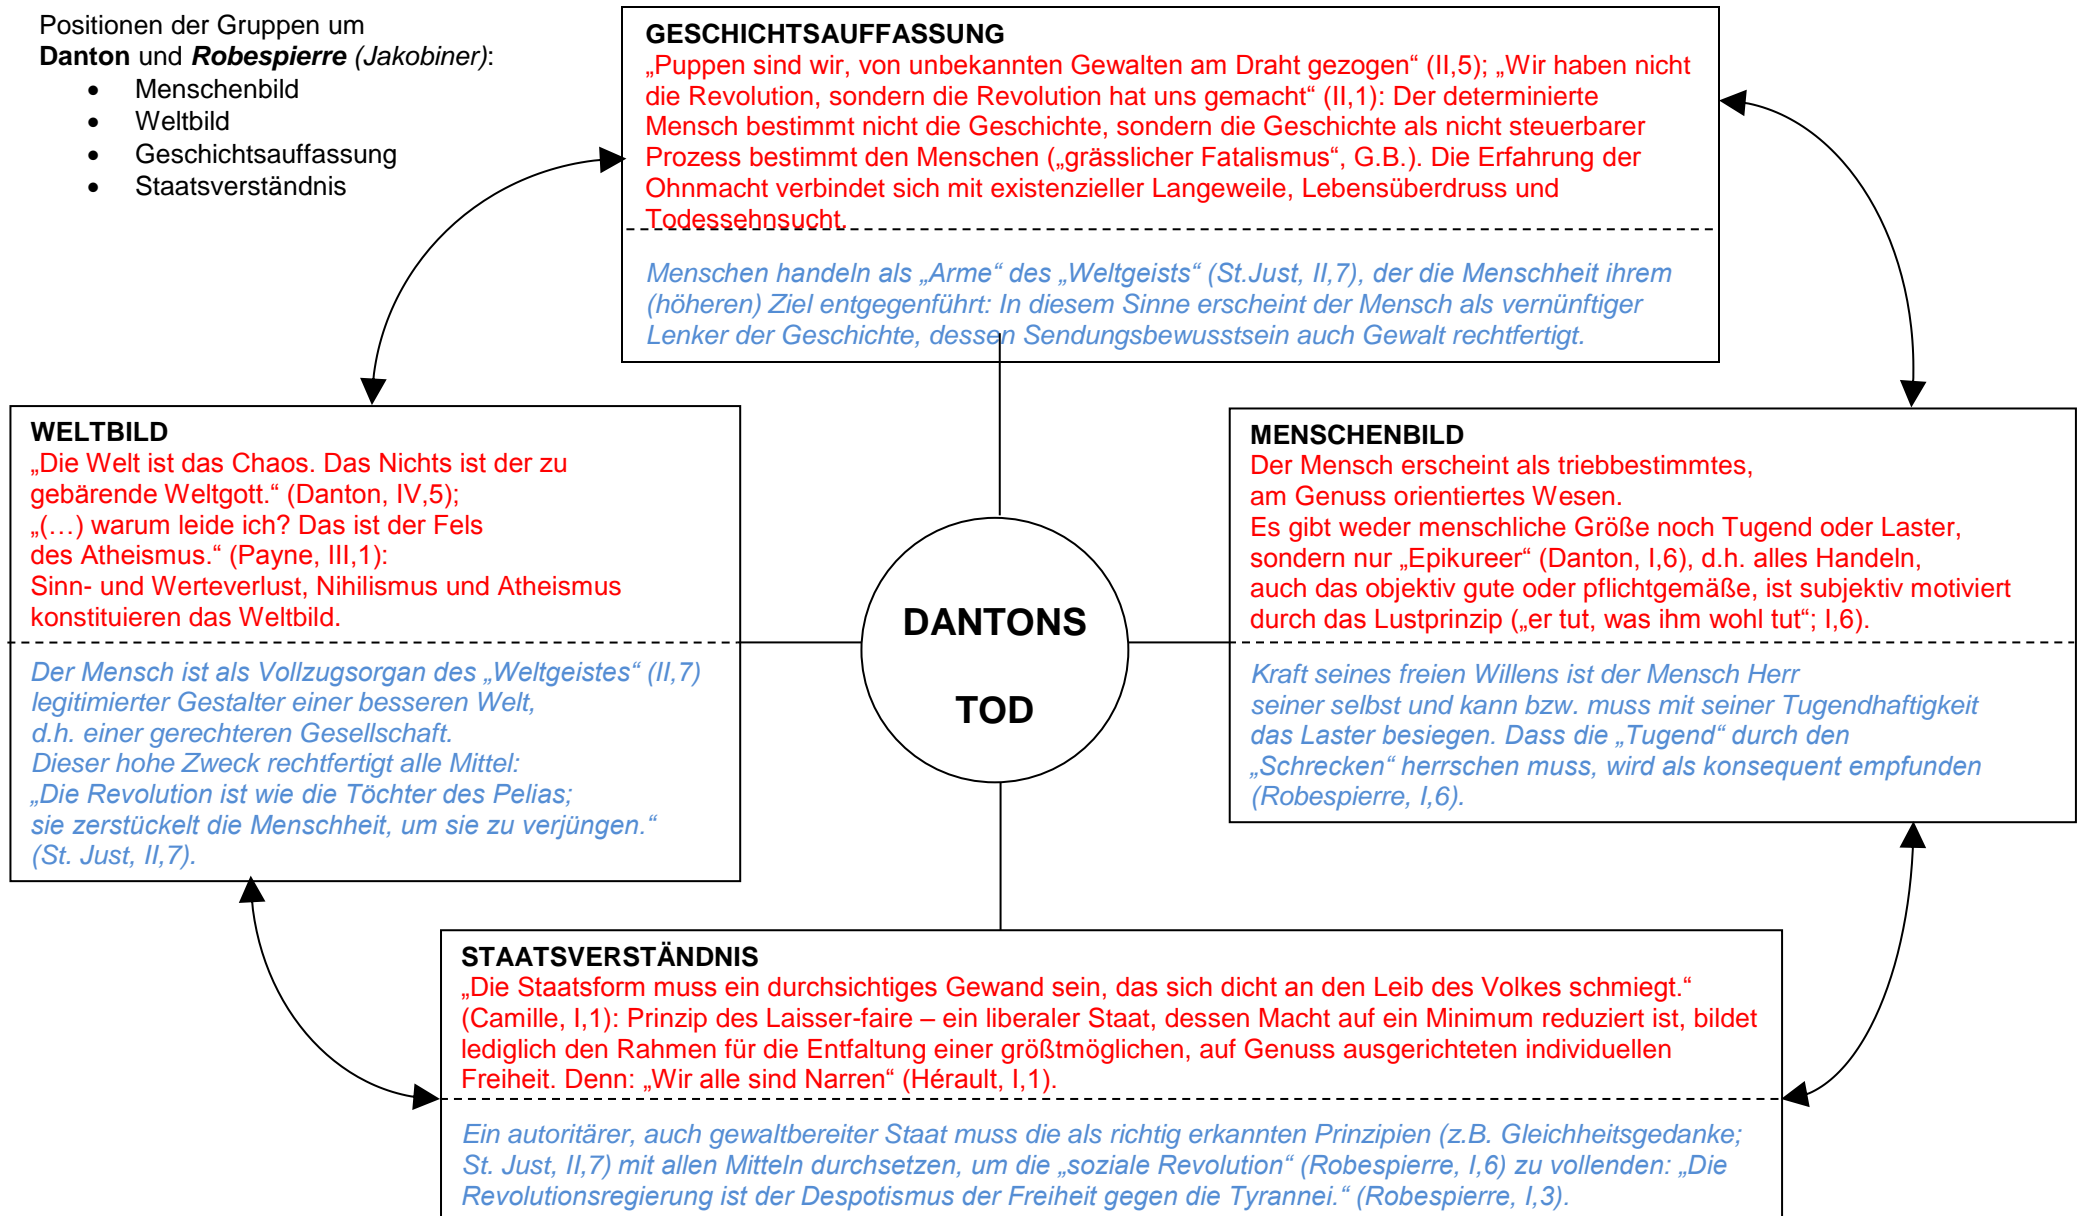 Positionen der Gruppen um
Danton und Robespierre (Jakobiner):
• Menschenbild
• Weltbild
• Geschichtsauffassung
• Staatsverständnis
GESCHICHTSAUFFASSUNG
„Puppen sind wir, von unbekannten Gewalten am Draht gezogen“ (II,5); „Wir haben nicht
die Revolution, sondern die Revolution hat uns gemacht“ (II,1): Der determinierte
Mensch bestimmt nicht die Geschichte, sondern die Geschichte als nicht steuerbarer
Prozess bestimmt den Menschen („grässlicher Fatalismus“, G.B.). Die Erfahrung der
Ohnmacht verbindet sich mit existenzieller Langeweile, Lebensüberdruss und
Todessehnsucht.
Menschen handeln als „Arme“ des „Weltgeists“ (St.Just, II,7), der die Menschheit ihrem
(höheren) Ziel entgegenführt: In diesem Sinne erscheint der Mensch als vernünftiger
Lenker der Geschichte, dessen Sendungsbewusstsein auch Gewalt rechtfertigt.
WELTBILD
„Die Welt ist das Chaos. Das Nichts ist der zu
gebärende Weltgott.“ (Danton, IV,5);
„(…) warum leide ich? Das ist der Fels
des Atheismus.“ (Payne, III,1):
Sinn- und Werteverlust, Nihilismus und Atheismus
konstituieren das Weltbild.
Der Mensch ist als Vollzugsorgan des „Weltgeistes“ (II,7)
legitimierter Gestalter einer besseren Welt,
d.h. einer gerechteren Gesellschaft.
Dieser hohe Zweck rechtfertigt alle Mittel:
„Die Revolution ist wie die Töchter des Pelias;
sie zerstückelt die Menschheit, um sie zu verjüngen.“
(St. Just, II,7).
DANTONS
TOD
MENSCHENBILD
Der Mensch erscheint als triebbestimmtes,
am Genuss orientiertes Wesen.
Es gibt weder menschliche Größe noch Tugend oder Laster,
sondern nur „Epikureer“ (Danton, I,6), d.h. alles Handeln,
auch das objektiv gute oder pflichtgemäße, ist subjektiv motiviert
durch das Lustprinzip („er tut, was ihm wohl tut“; I,6).
Kraft seines freien Willens ist der Mensch Herr
seiner selbst und kann bzw. muss mit seiner Tugendhaftigkeit
das Laster besiegen. Dass die „Tugend“ durch den
„Schrecken“ herrschen muss, wird als konsequent empfunden
(Robespierre, I,6).
STAATSVERSTÄNDNIS
„Die Staatsform muss ein durchsichtiges Gewand sein, das sich dicht an den Leib des Volkes schmiegt.“
(Camille, I,1): Prinzip des Laisser-faire – ein liberaler Staat, dessen Macht auf ein Minimum reduziert ist, bildet
lediglich den Rahmen für die Entfaltung einer größtmöglichen, auf Genuss ausgerichteten individuellen
Freiheit. Denn: „Wir alle sind Narren“ (Hérault, I,1).
Ein autoritärer, auch gewaltbereiter Staat muss die als richtig erkannten Prinzipien (z.B. Gleichheitsgedanke;
St. Just, II,7) mit allen Mitteln durchsetzen, um die „soziale Revolution“ (Robespierre, I,6) zu vollenden: „Die
Revolutionsregierung ist der Despotismus der Freiheit gegen die Tyrannei.“ (Robespierre, I,3).